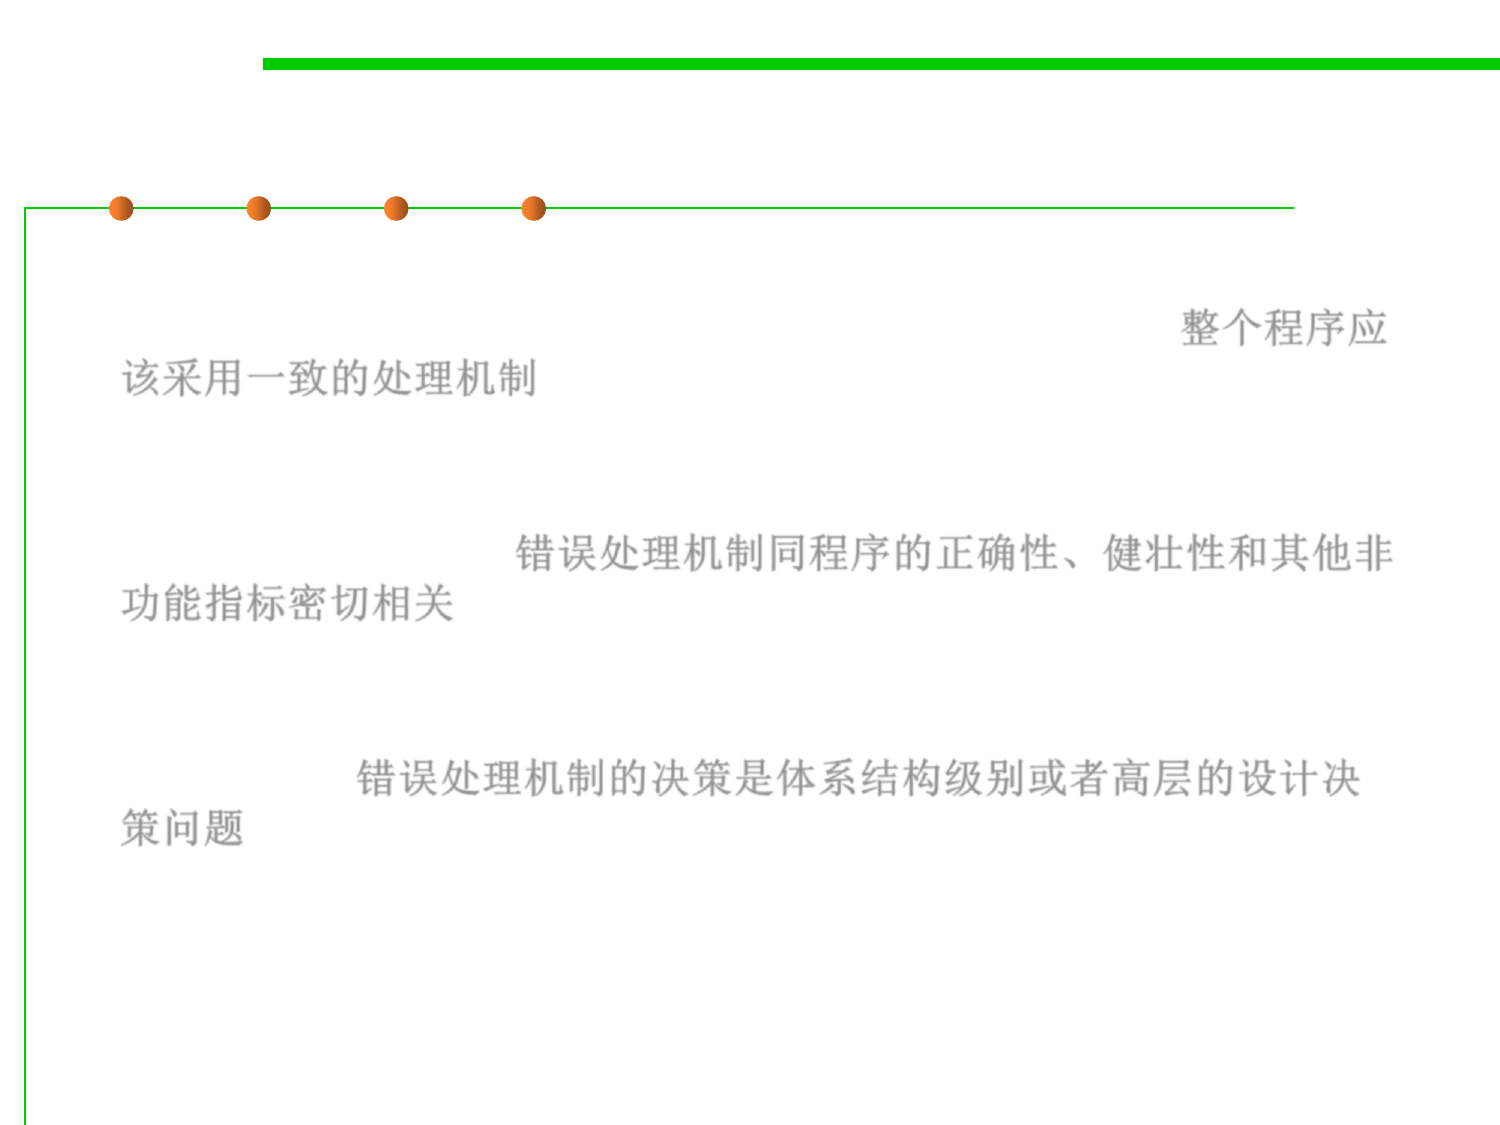 整个程序应
该采用一致的处理机制
错误处理机制同程序的正确性、健壮性和其他非
功能指标密切相关
错误处理机制的决策是体系结构级别或者高层的设计决
策问题